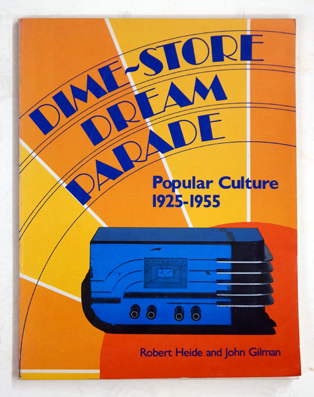 DIME-STORE
DREAM
PARADE
Popular Culture
1925-1955
Robert Heide and John Gilman